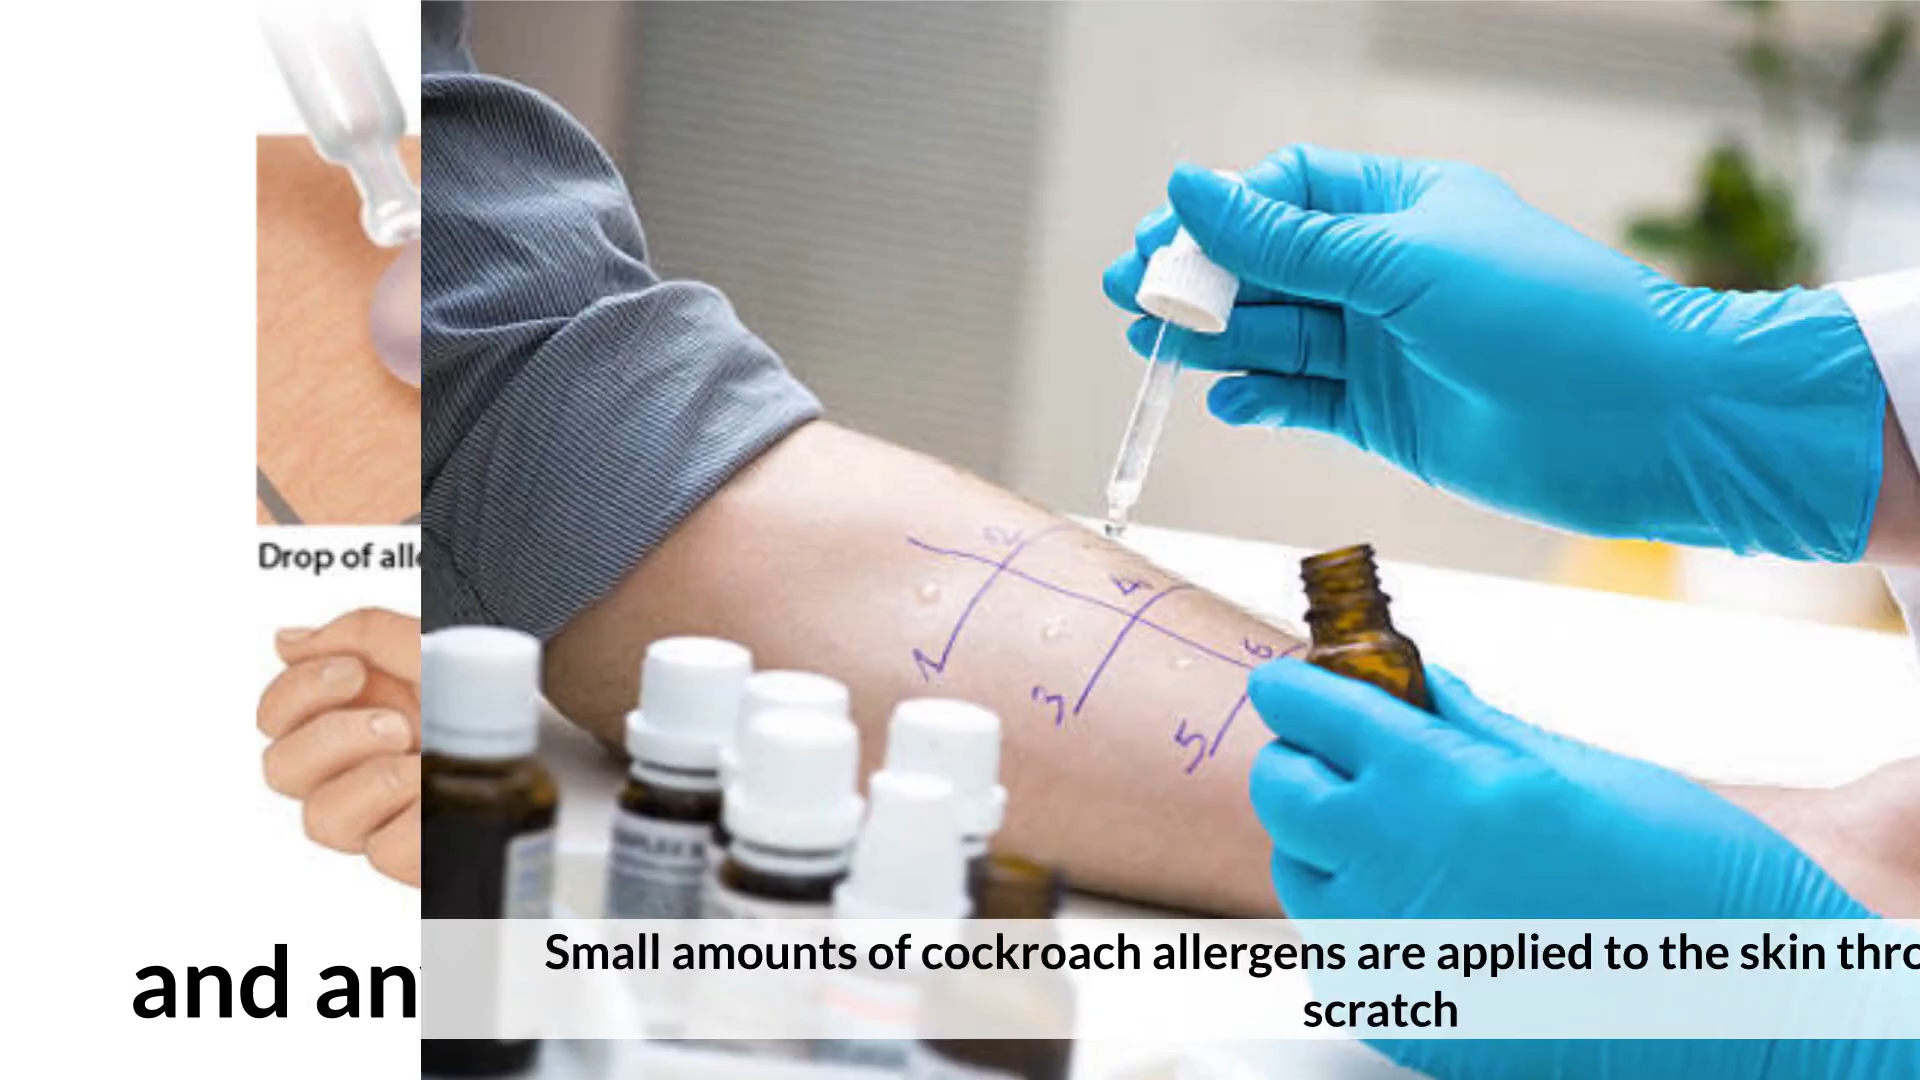 Drop of alle
2
4
6
1
3
5
and an
Small amounts of cockroach allergens are applied to the skin thro
scratch